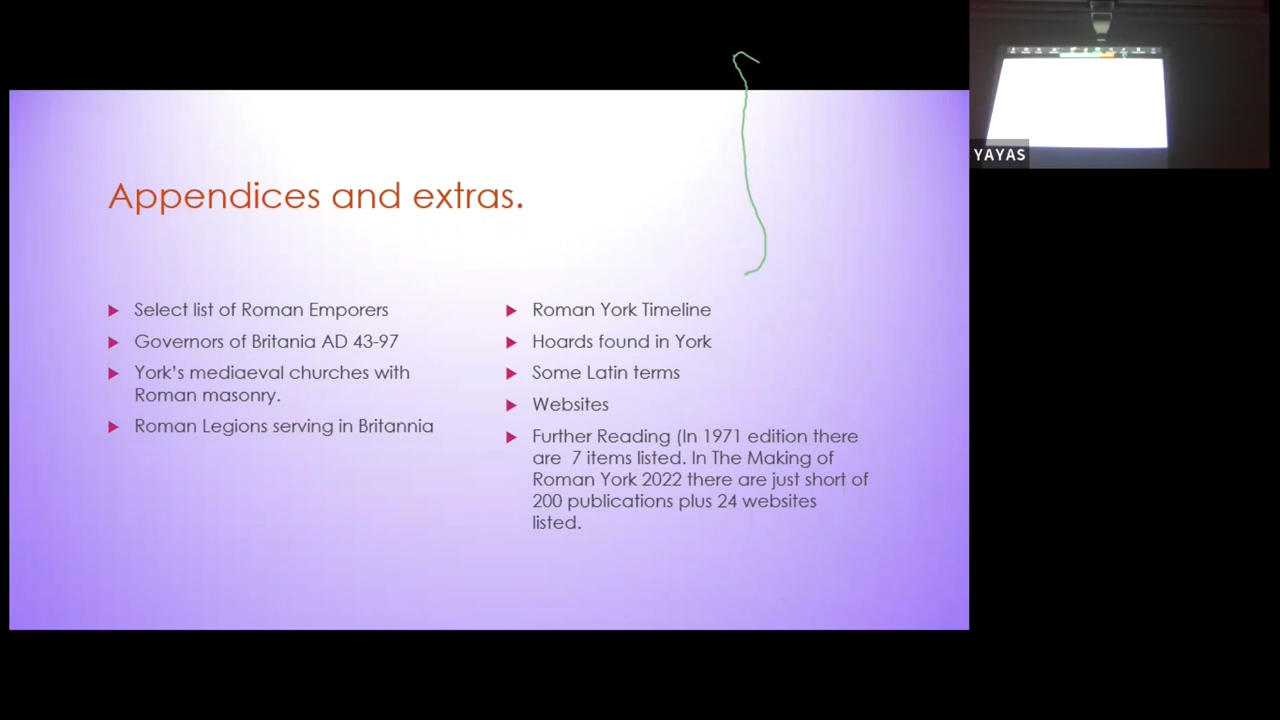 Appendices and extras.
Select list of Roman Emporers
Governors of Britania AD 43-97
York's mediaeval churches with
Roman masonry.
Roman Legions serving in Britannia
Roman York Timeline
Hoards found in York
Some Latin terms
Websites
Further Reading (In 1971 edition there
are 7 items listed. In The Making of
Roman York 2022 there are just short of
200 publications plus 24 websites
listed.
YAYAS